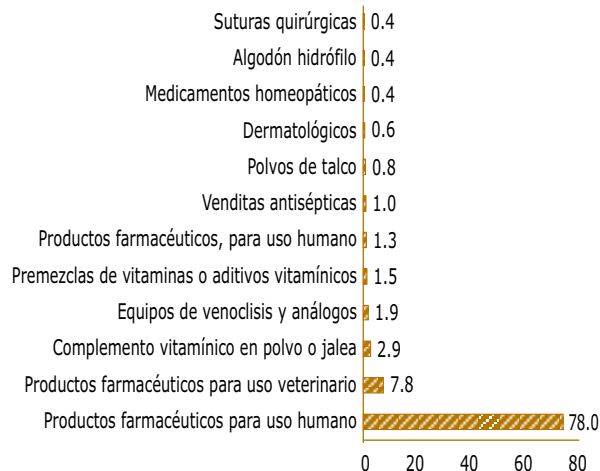 Suturas quirúrgicas 0.4
Algodón hidrófilo 0.4
Medicamentos homeopáticos 0.4
Dermatológicos 0.6
Polvos de talco 0.8
Venditas antisépticas 1.0
Productos farmacéuticos, para uso humano 1.3
Premezclas de vitaminas o aditivos vitamínicos 1.5
Equipos de venoclisis y análogos 1.9
Complemento vitamínico en polvo o jalea 2.9
Productos farmacéuticos para uso veterinario 7.8
Productos farmacéuticos para uso humano 78.0
0 20 40 60 80